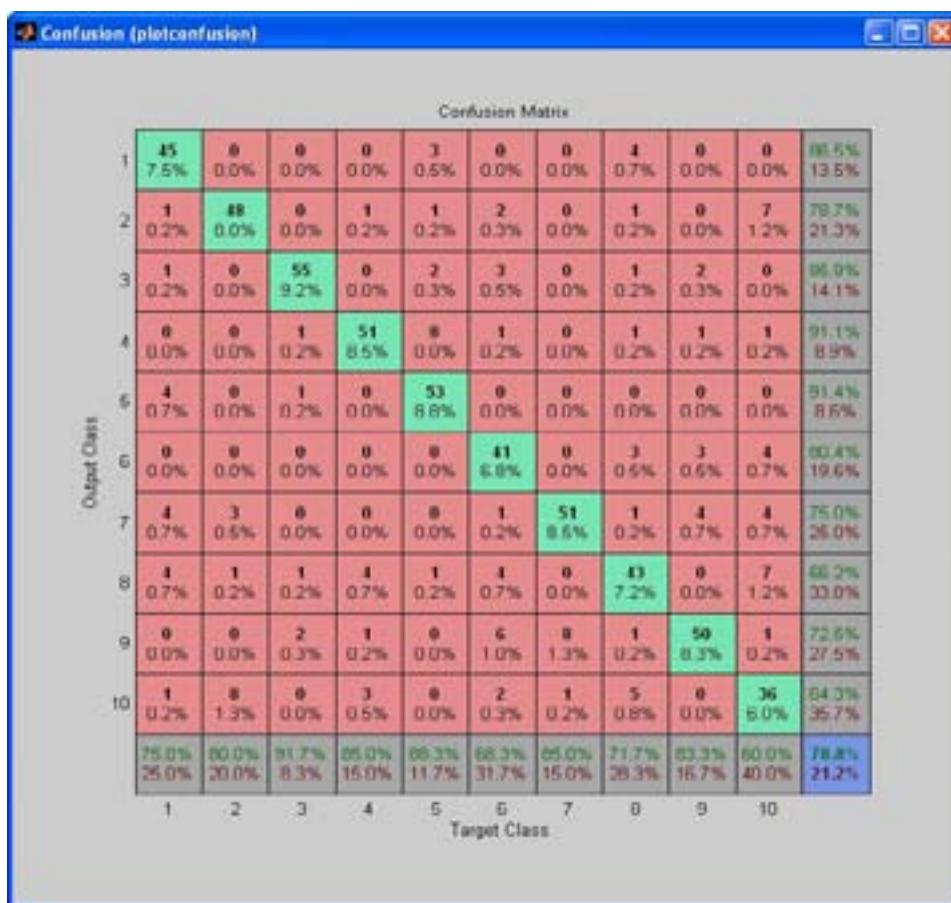 Confusion (plotconfusion)
Confusion Matrix
1 45 0 0 0 3 0 0 4 0 0 86.5%
7.5% 0.0% 0.0% 0.0% 0.5% 0.0% 0.0% 0.7% 0.0% 0.0% 13.5%
2 1 48 0 1 1 2 0 1 0 7 78.7%
0.2% 8.0% 0.0% 0.2% 0.2% 0.3% 0.0% 0.2% 0.0% 1.2% 21.3%
3 1 0 55 0 2 3 0 1 2 0 85.9%
0.2% 0.0% 9.2% 0.0% 0.3% 0.5% 0.0% 0.2% 0.3% 0.0% 14.1%
4 0 0 1 51 0 1 0 1 1 1 91.1%
0.0% 0.0% 0.2% 8.5% 0.0% 0.2% 0.0% 0.2% 0.2% 0.2% 8.9%
5 4 0 1 0 53 0 0 0 0 0 91.4%
0.7% 0.0% 0.2% 0.0% 8.8% 0.0% 0.0% 0.0% 0.0% 0.0% 8.6%
6 0 0 0 0 0 41 0 3 3 4 80.4%
0.0% 0.0% 0.0% 0.0% 0.0% 6.8% 0.0% 0.5% 0.5% 0.7% 19.6%
7 4 3 0 0 0 1 51 1 4 4 75.0%
0.7% 0.5% 0.0% 0.0% 0.0% 0.2% 8.5% 0.2% 0.7% 0.7% 25.0%
8 4 1 1 4 1 4 0 43 0 7
0.7% 0.2% 0.2% 0.7% 0.2% 0.7% 0.0% 7.2% 0.0% 1.2%
9 0 0 2 1 0 6 8 1 50 1 72.5%
0.0% 0.0% 0.3% 0.2% 0.0% 1.0% 1.3% 0.2% 8.3% 0.2% 27.5%
10 1 8 0 3 0 2 1 5 0 36 64.3%
0.2% 1.3% 0.0% 0.5% 0.0% 0.3% 0.2% 0.8% 0.0% 6.0% 35.7%
75.0% 80.0% 91.7% 85.0% 88.3% 68.3% 85.0% 71.7% 83.3% 60.0% 78.8%
25.0% 20.0% 8.3% 15.0% 11.7% 31.7% 15.0% 28.3% 16.7% 40.0% 21.2%
1 2 3 4 5 6 7 8 9 10
Target Class
Output Class